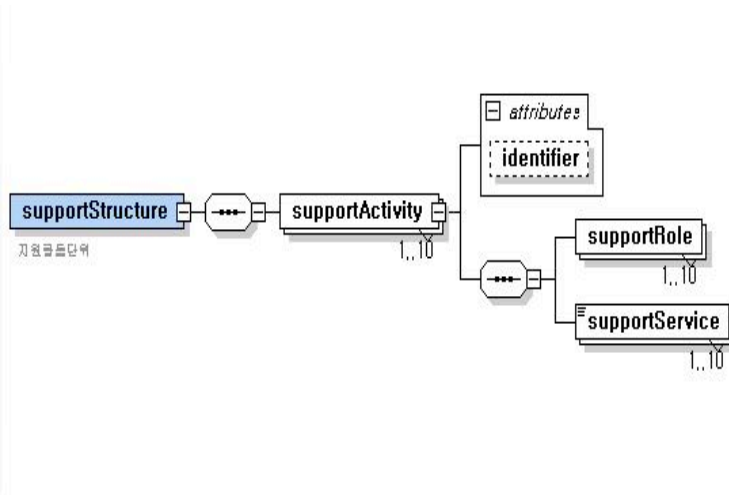 attributes
identifier
supportStructure
supportActivity
1..10
supportRole
1..10
supportService
1..10